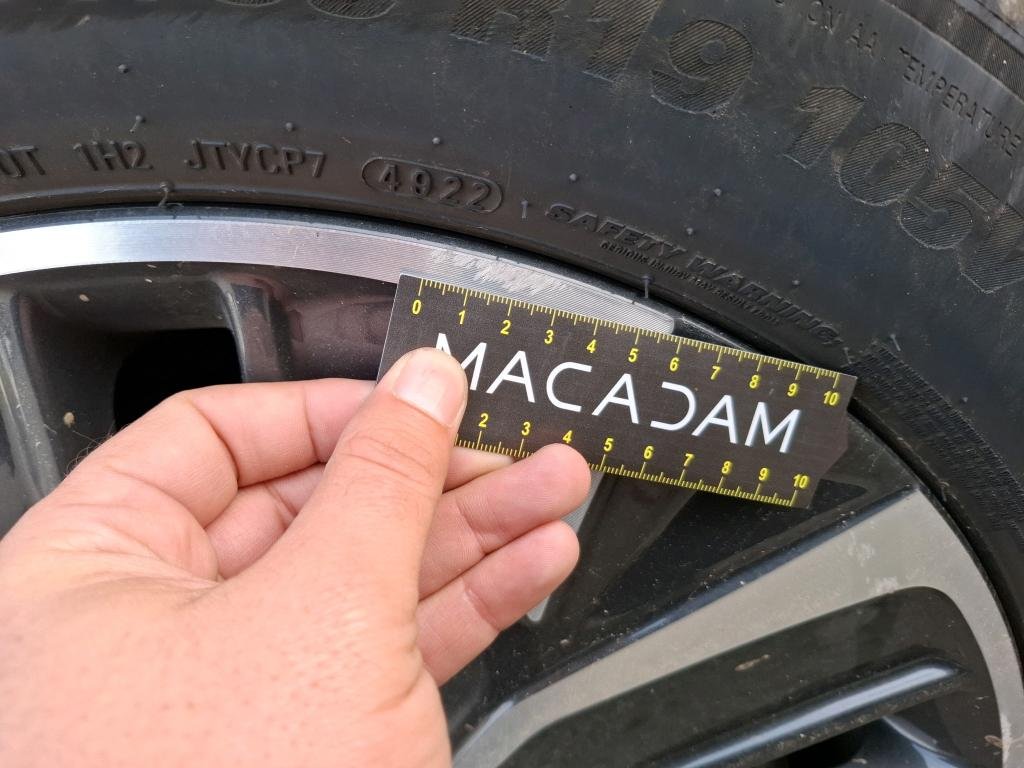 R19 105V
TEMPERATURE
1H2 JTYCP7 4922
SAFETY WARNING
0 1 2 3 4 5 6 7 8 9 10
MACADAM
2 3 4 5 6 7 8 9 10